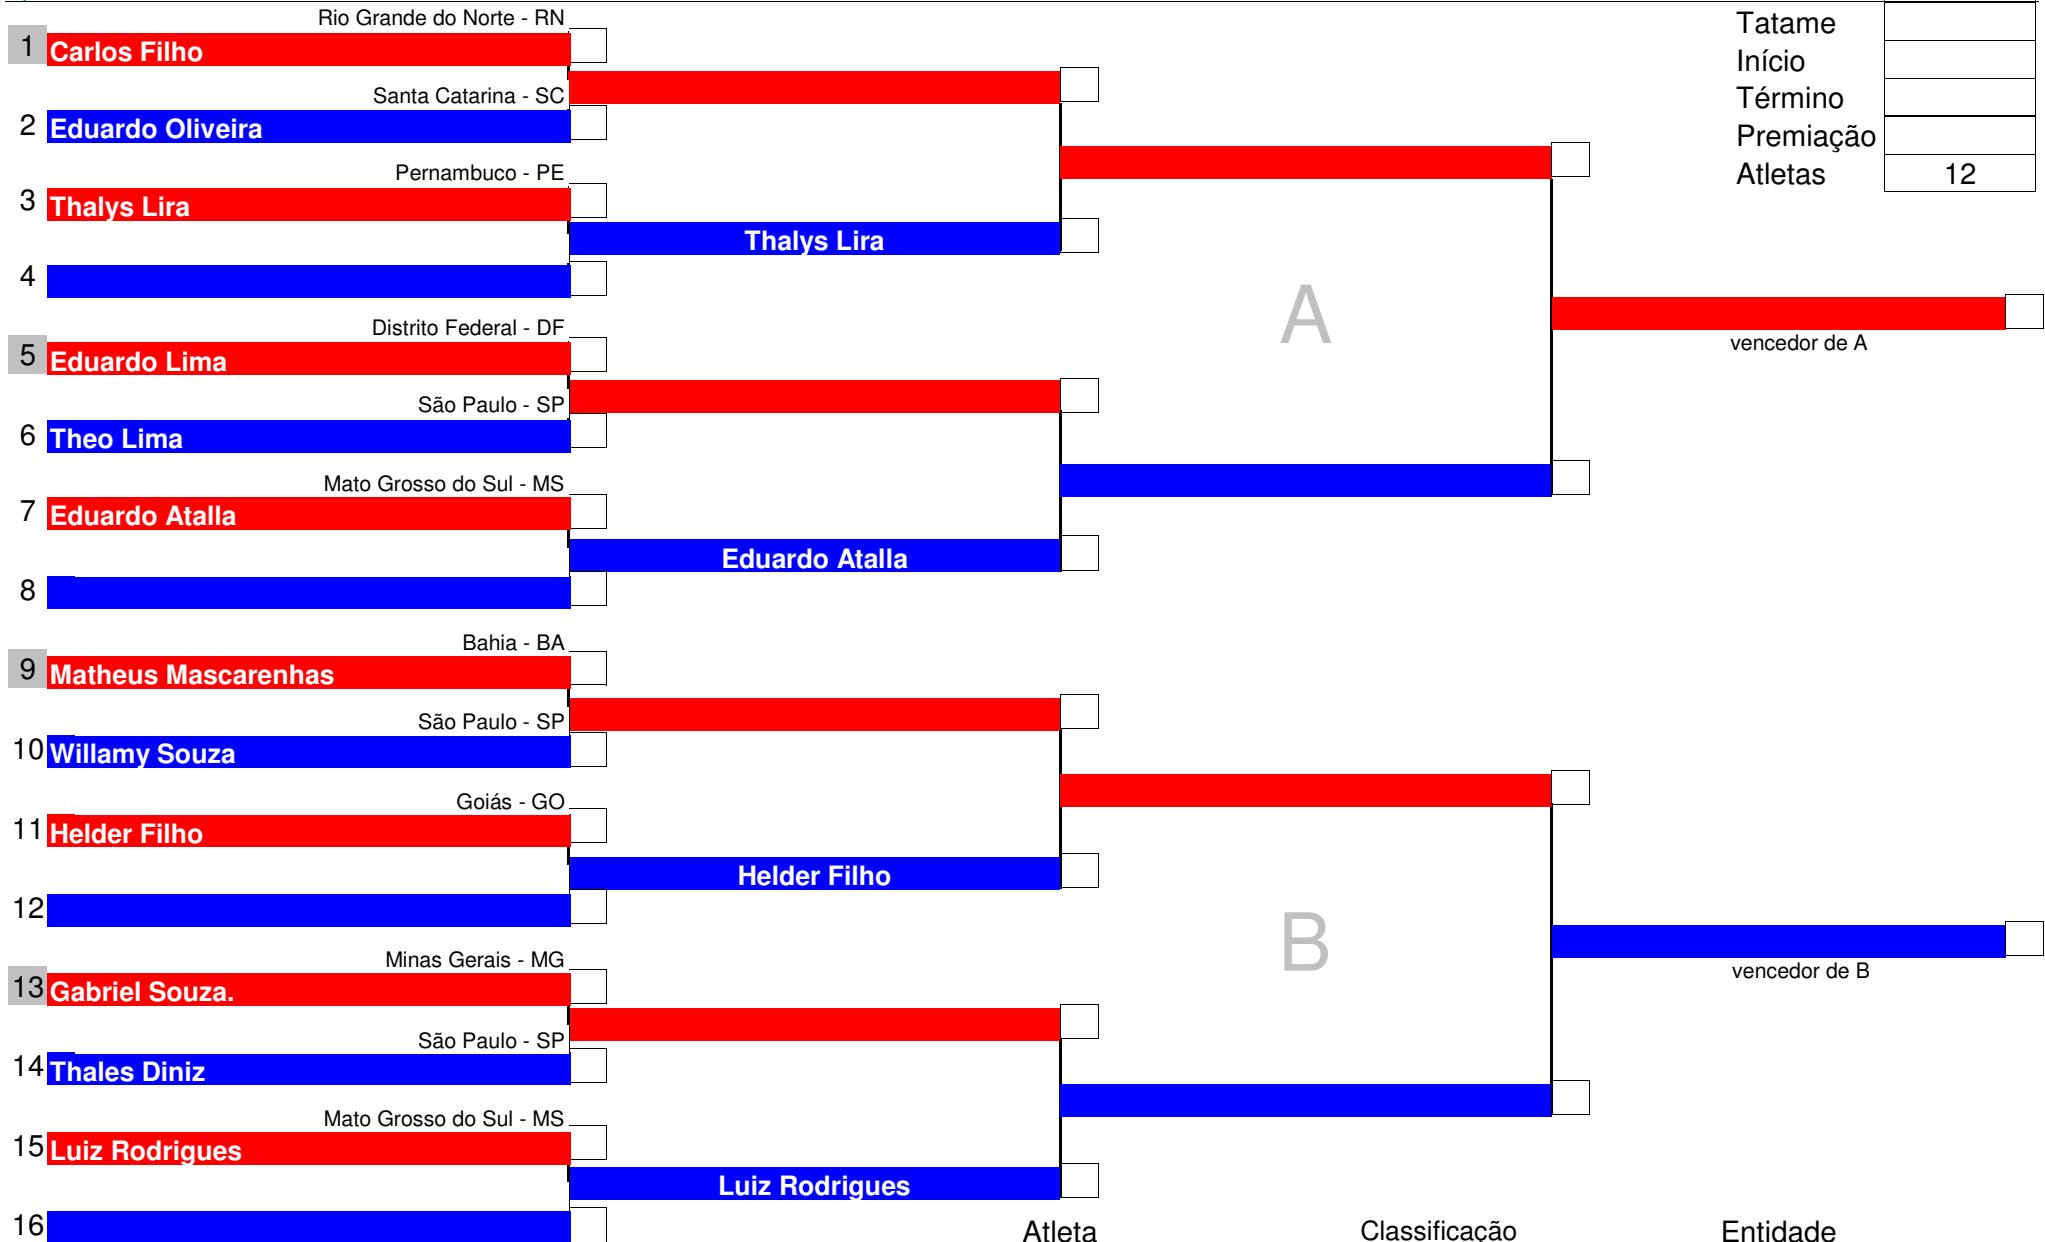 Rio Grande do Norte - RN
1 Carlos Filho
Santa Catarina - SC
2 Eduardo Oliveira
Pernambuco - PE
3 Thalys Lira
Thalys Lira
4
Distrito Federal - DF
5 Eduardo Lima
São Paulo - SP
6 Theo Lima
Mato Grosso do Sul - MS
7 Eduardo Atalla
Eduardo Atalla
8
A
vencedor de A
Tatame
Início
Término
Premiação
Atletas 12
Bahia - BA
9 Matheus Mascarenhas
São Paulo - SP
10 Willamy Souza
Goiás - GO
11 Helder Filho
Helder Filho
12
Minas Gerais - MG
13 Gabriel Souza.
São Paulo - SP
14 Thales Diniz
Mato Grosso do Sul - MS
15 Luiz Rodrigues
Luiz Rodrigues
16
B
vencedor de B
Atleta Classificação Entidade